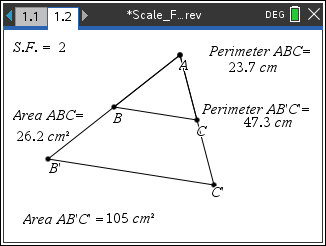 1.1 1.2 *Scale_F...rev DEG
S.F. = 2
Perimeter ABC=
23.7 cm
A
Area ABC=
26.2 cm²
B
Perimeter AB'C'=
47.3 cm
C
B'
C'
Area AB'C' = 105 cm²